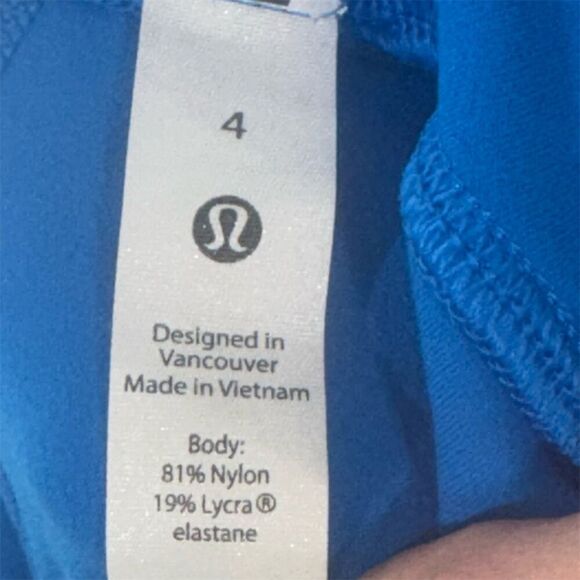 4
Designed in
Vancouver
Made in Vietnam
Body:
81% Nylon
19% Lycra®
elastane